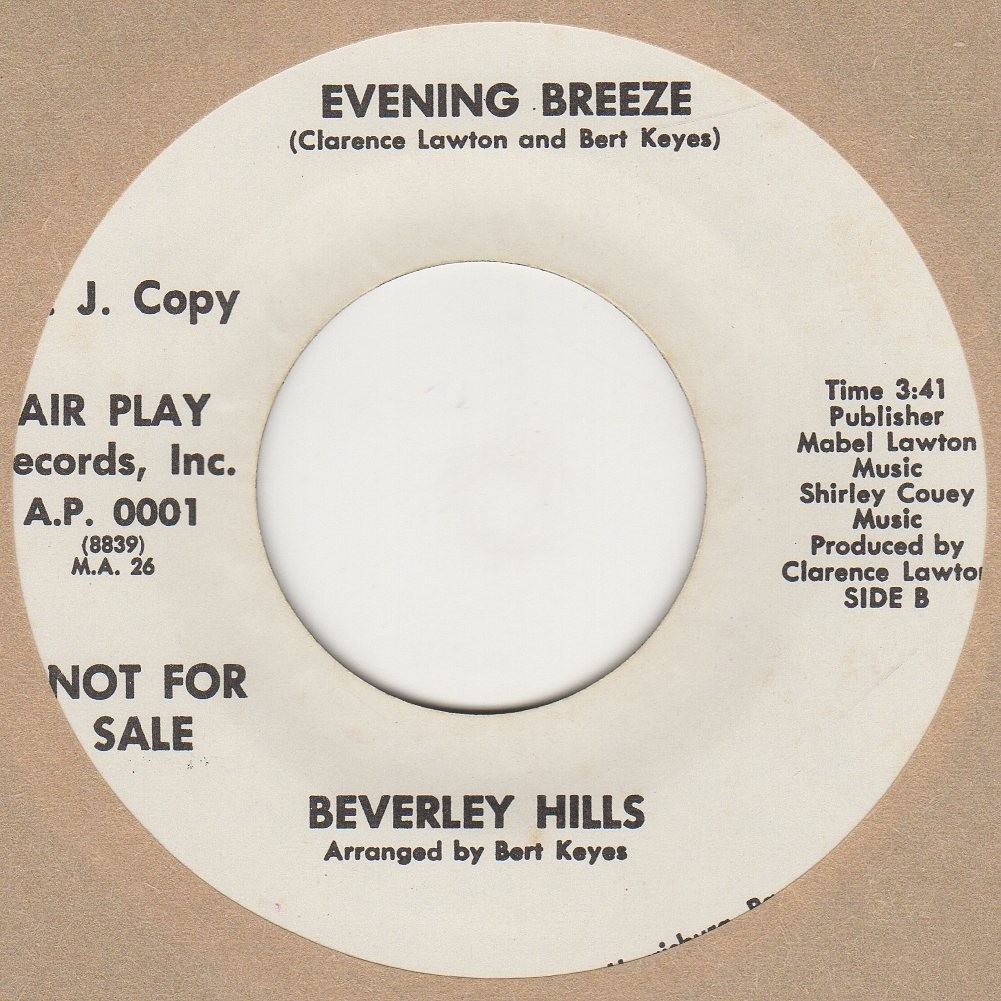 EVENING BREEZE
(Clarence Lawton and Bert Keyes)
. J. Copy
AIR PLAY
ecords, Inc.
A.P. 0001
(8839)
M.A. 26
NOT FOR
SALE
Time 3:41
Publisher
Mabel Lawton
Music
Shirley Couey
Music
Produced by
Clarence Lawto
SIDE B
BEVERLEY HILLS
Arranged by Bert Keyes